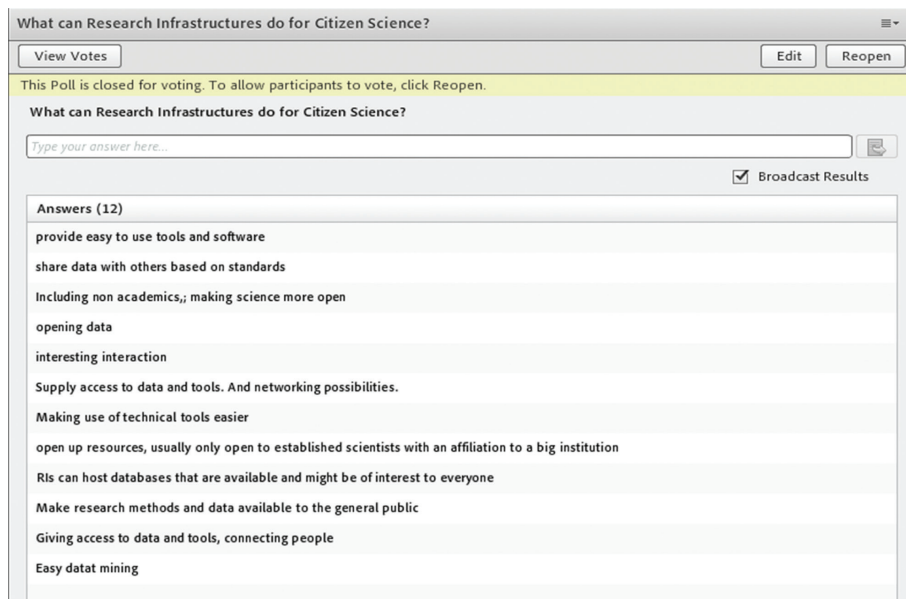 What can Research Infrastructures do for Citizen Science?
View Votes
Edit
Reopen
This Poll is closed for voting. To allow participants to vote, click Reopen.
What can Research Infrastructures do for Citizen Science?
Type your answer here...
Broadcast Results
Answers (12)
provide easy to use tools and software
share data with others based on standards
Including non academics,; making science more open
opening data
interesting interaction
Supply access to data and tools. And networking possibilities.
Making use of technical tools easier
open up resources, usually only open to established scientists with an affiliation to a big institution
RIs can host databases that are available and might be of interest to everyone
Make research methods and data available to the general public
Giving access to data and tools, connecting people
Easy datat mining